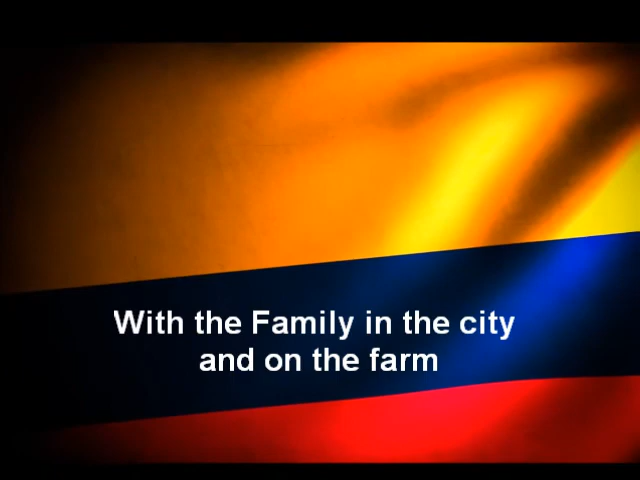 With the Family in the city
and on the farm